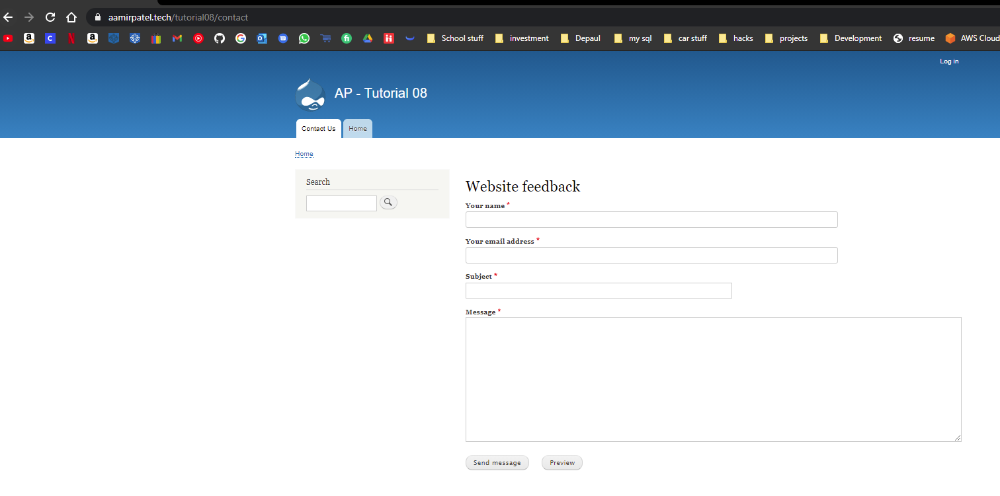 aamirpatel.tech/tutorial08/contact
School stuff investment Depaul my sql car stuff hacks projects Development resume AWS Cloud
Log in
AP - Tutorial 08
Contact Us Home
Home
Search
Website feedback
Your name *
Your email address *
Subject *
Message *
Send message Preview